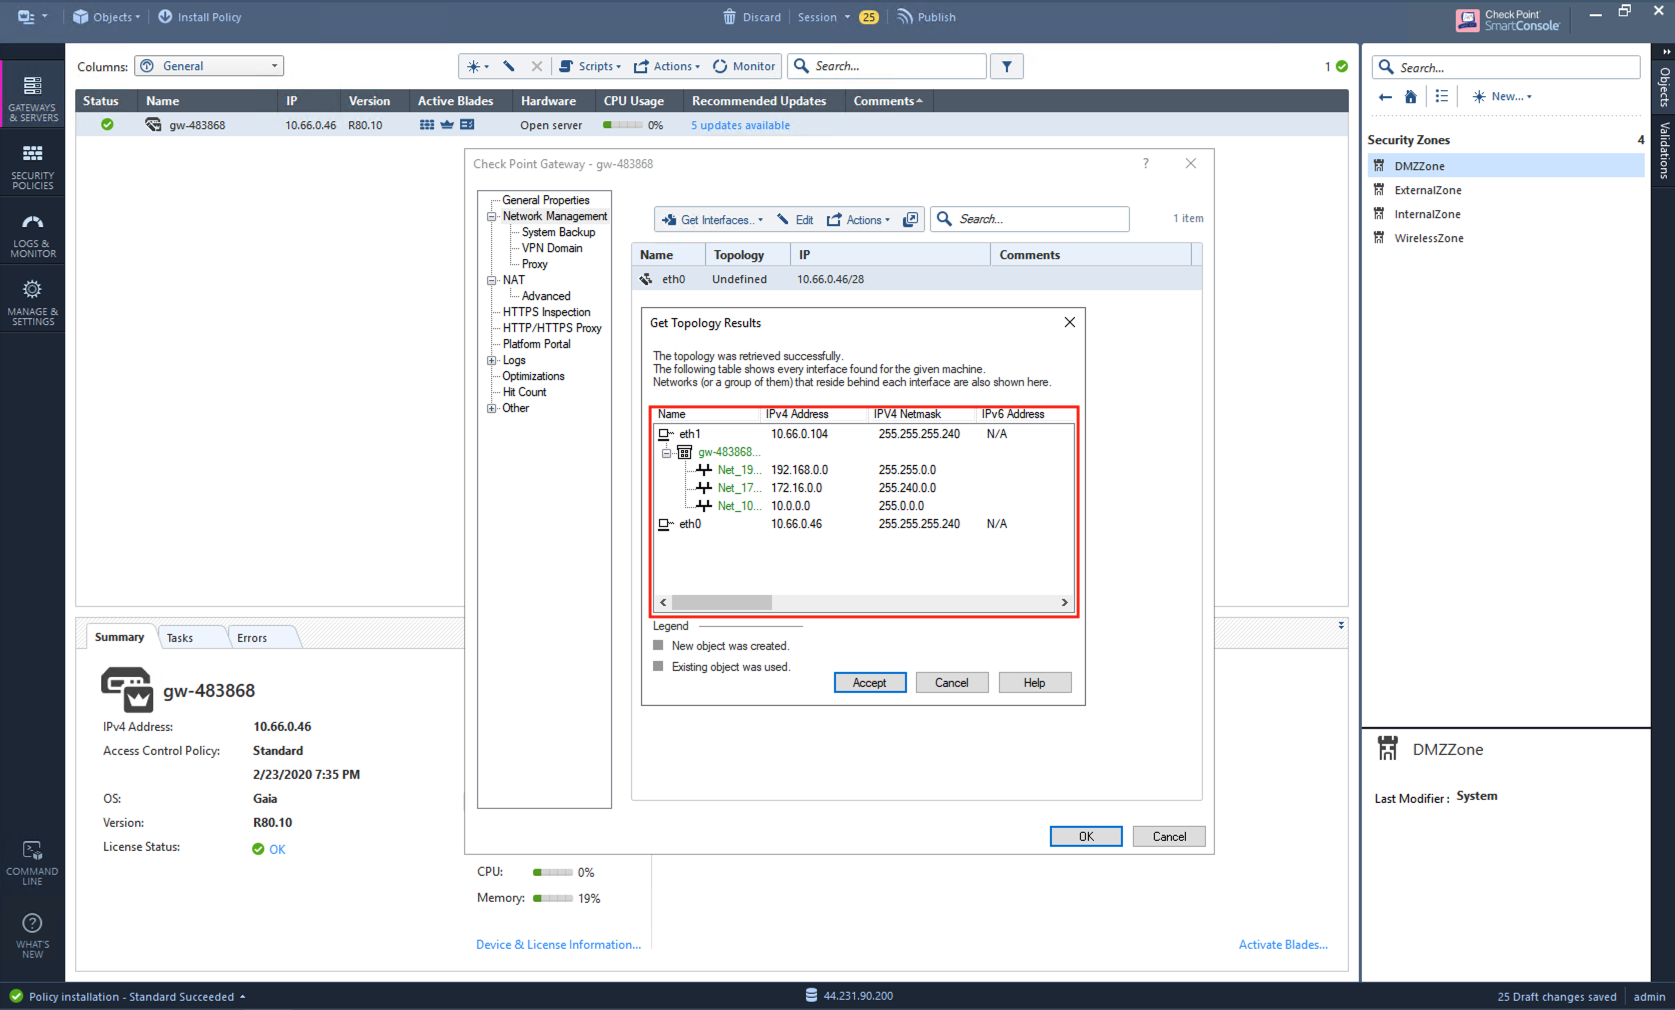 Objects
Install Policy
Discard
Session
25
Publish
Check Point
SmartConsole
GATEWAYS
& SERVERS
SECURITY
POLICIES
LOGS &
MONITOR
MANAGE &
SETTINGS
COMMAND
LINE
WHAT'S
NEW
Columns:
General
Scripts
Actions
Monitor
Search...
1
Status
Name
IP
Version
Active Blades
Hardware
CPU Usage
Recommended Updates
Comments
gw-483868
10.66.0.46
R80.10
Open server
0%
5 updates available
Check Point Gateway - gw-483868
?
General Properties
Network Management
System Backup
VPN Domain
Proxy
NAT
Advanced
HTTPS Inspection
HTTP/HTTPS Proxy
Platform Portal
Logs
Optimizations
Hit Count
Other
Get Interfaces..
Edit
Actions
Search...
1 item
Name
Topology
IP
Comments
eth0
Undefined
10.66.0.46/28
Get Topology Results
The topology was retrieved successfully.
The following table shows every interface found for the given machine.
Networks (or a group of them) that reside behind each interface are also shown here.
Name
IPv4 Address
IPV4 Netmask
IPv6 Address
eth1
10.66.0.104
255.255.255.240
N/A
gw-483868...
Net_19...
192.168.0.0
255.255.0.0
Net_17...
172.16.0.0
255.240.0.0
Net_10...
10.0.0.0
255.0.0.0
eth0
10.66.0.46
255.255.255.240
N/A
Legend
New object was created.
Existing object was used.
Accept
Cancel
Help
OK
Cancel
Summary
Tasks
Errors
gw-483868
IPv4 Address:
10.66.0.46
Access Control Policy:
Standard
2/23/2020 7:35 PM
OS:
Gaia
Version:
R80.10
License Status:
OK
CPU:
0%
Memory:
19%
Device & License Information...
Activate Blades...
Search...
New...
Security Zones
4
DMZZone
ExternalZone
InternalZone
WirelessZone
DMZZone
Last Modifier :
System
Objects
Validations
Policy installation - Standard Succeeded
44.231.90.200
25 Draft changes saved
admin